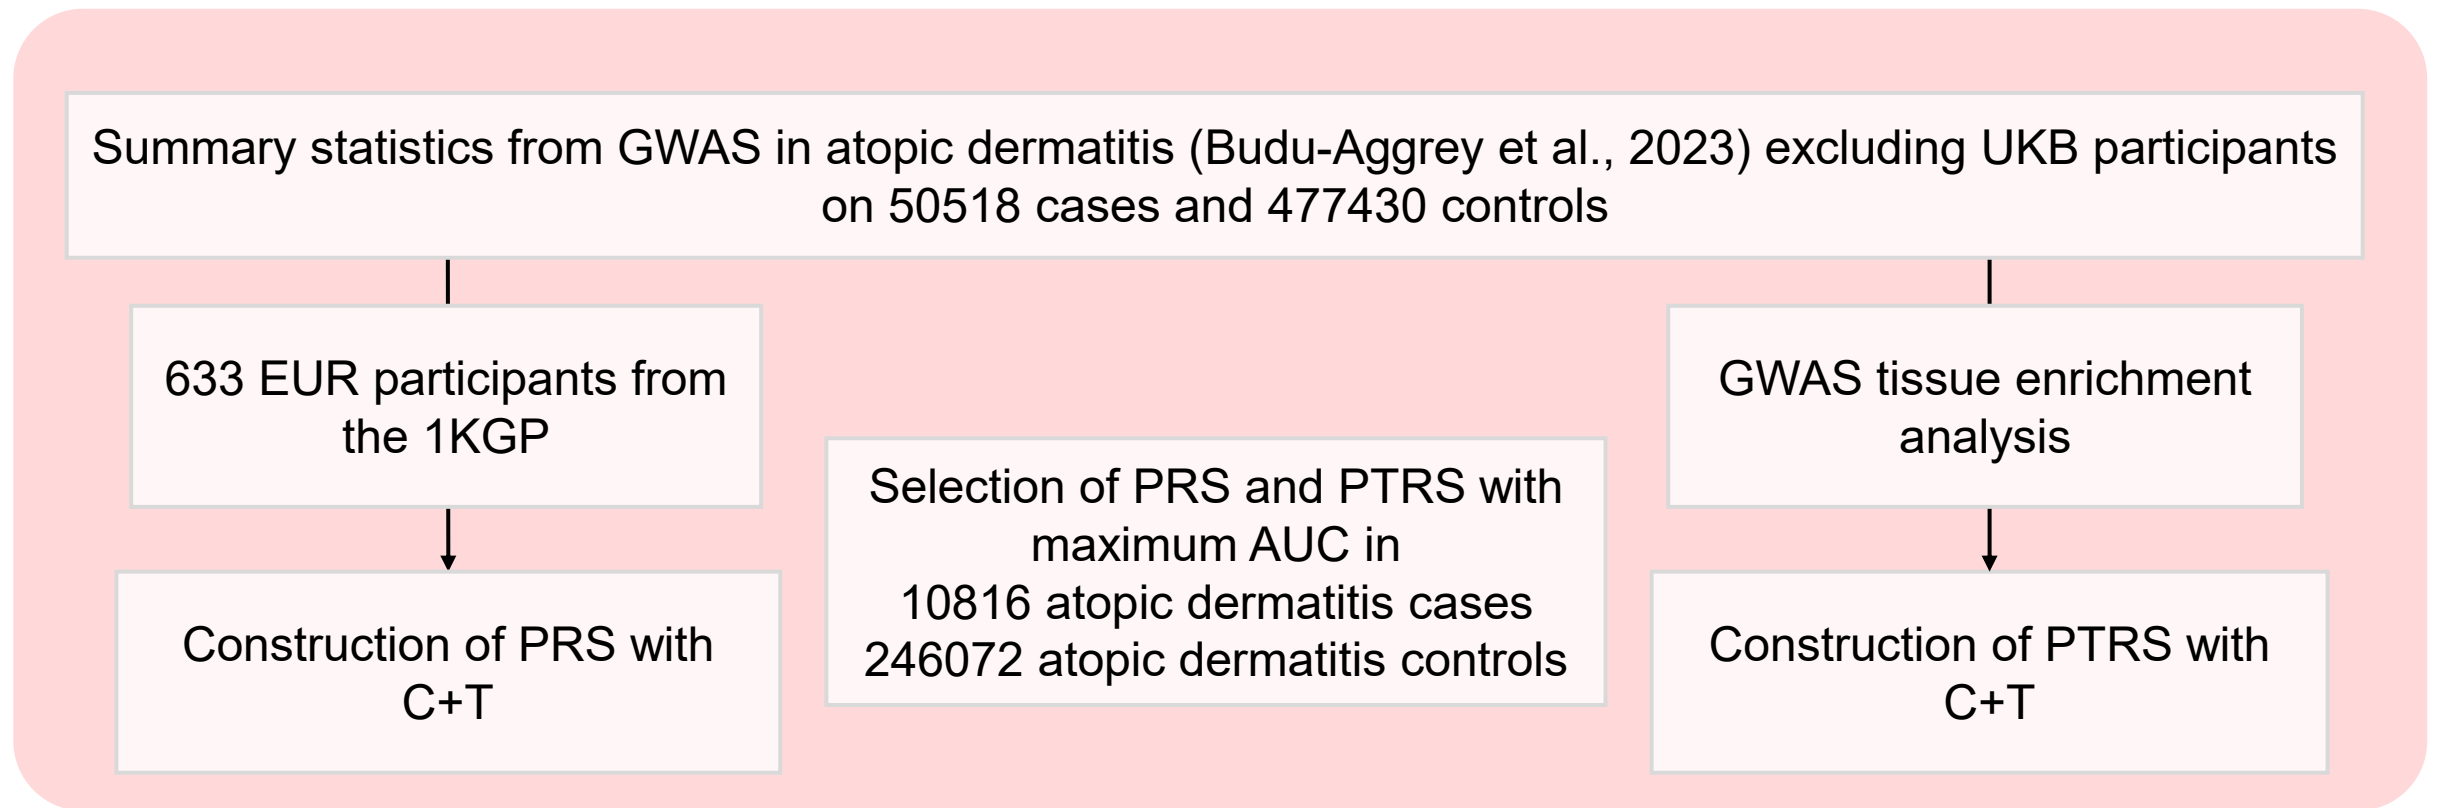 Summary statistics from GWAS in atopic dermatitis (Budu-Aggrey et al., 2023) excluding UKB participants
on 50518 cases and 477430 controls
633 EUR participants from
the 1KGP
GWAS tissue enrichment
analysis
Selection of PRS and PTRS with
maximum AUC in
10816 atopic dermatitis cases
246072 atopic dermatitis controls
Construction of PRS with
C+T
Construction of PTRS with
C+T